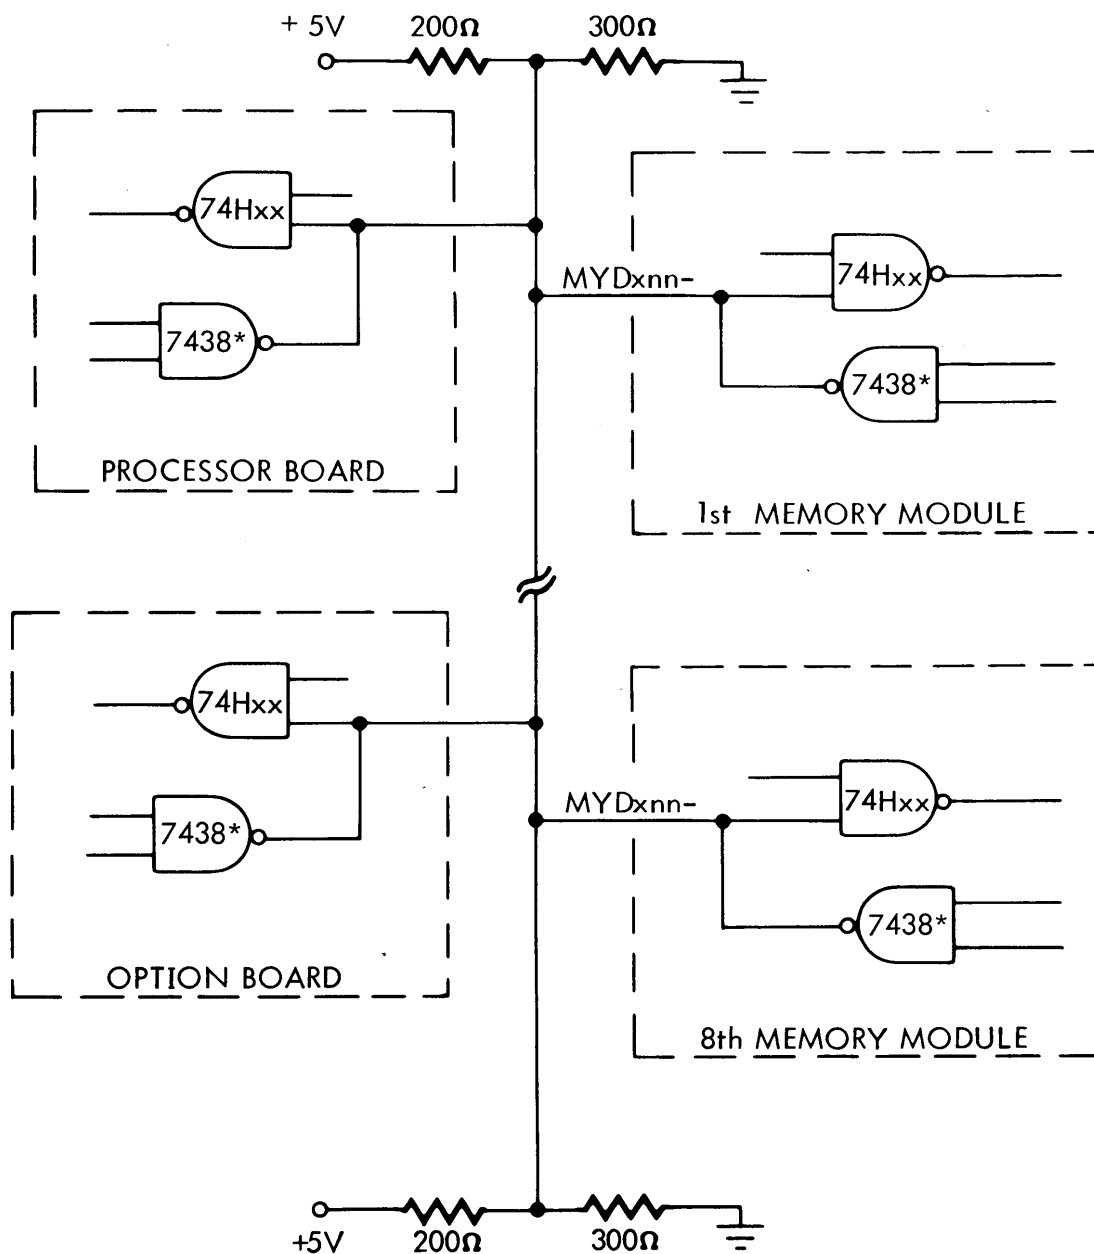 + 5V
200Ω
300Ω
74Hxx
7438*
PROCESSOR BOARD
MYDxnn-
74Hxx
7438*
1st MEMORY MODULE
74Hxx
7438*
OPTION BOARD
MYDxnn-
74Hxx
7438*
8th MEMORY MODULE
+5V
200Ω
300Ω